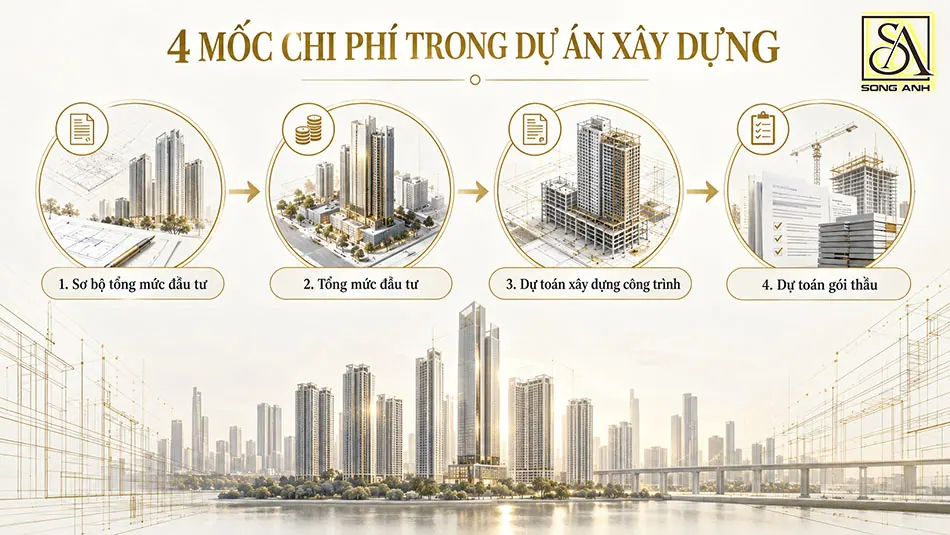 4 MỐC CHI PHÍ TRONG DỰ ÁN XÂY DỰNG
SA
SONG ANH
1. Sơ bộ tổng mức đầu tư
2. Tổng mức đầu tư
3. Dự toán xây dựng công trình
4. Dự toán gói thầu